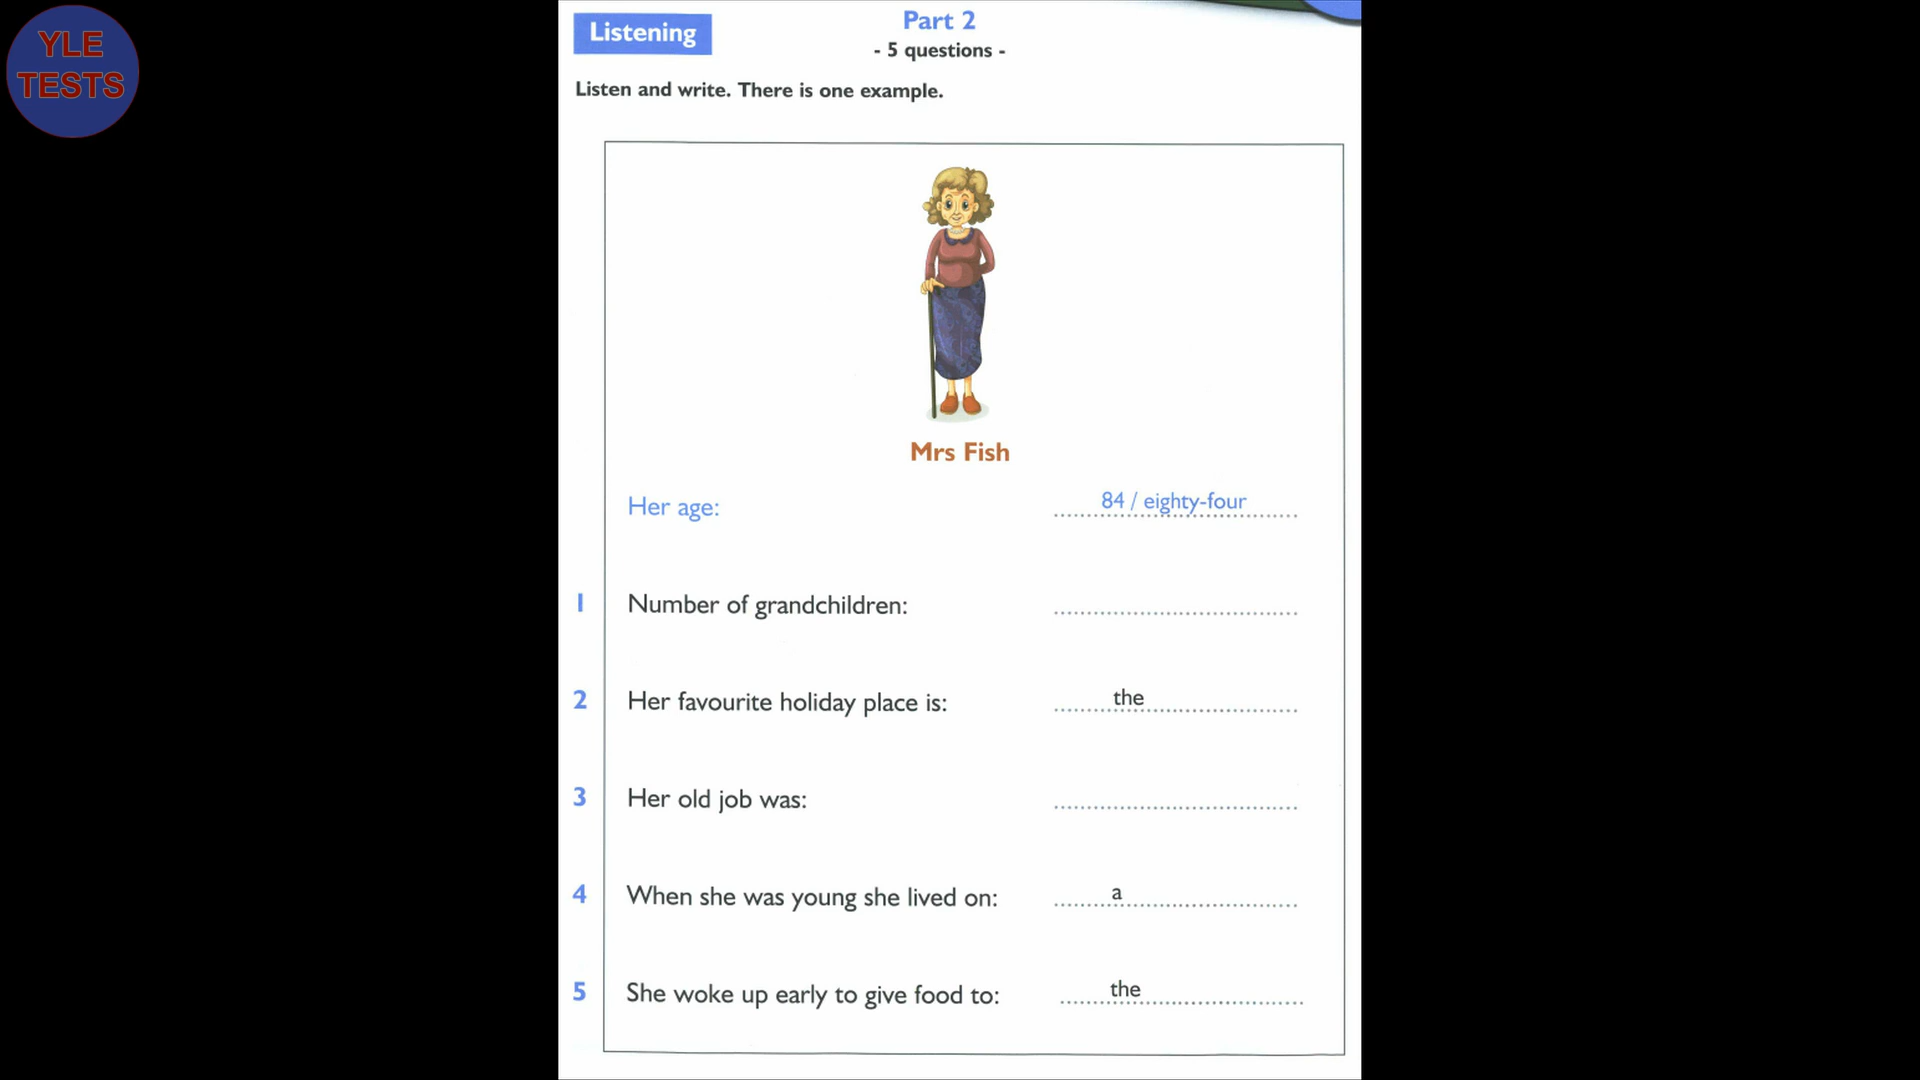 YLE
TESTS
Listening
Part 2
- 5 questions -
Listen and write. There is one example.
Mrs Fish
Her age: 84 / eighty-four
1 Number of grandchildren:
2 Her favourite holiday place is: the
3 Her old job was:
4 When she was young she lived on: a
5 She woke up early to give food to: the